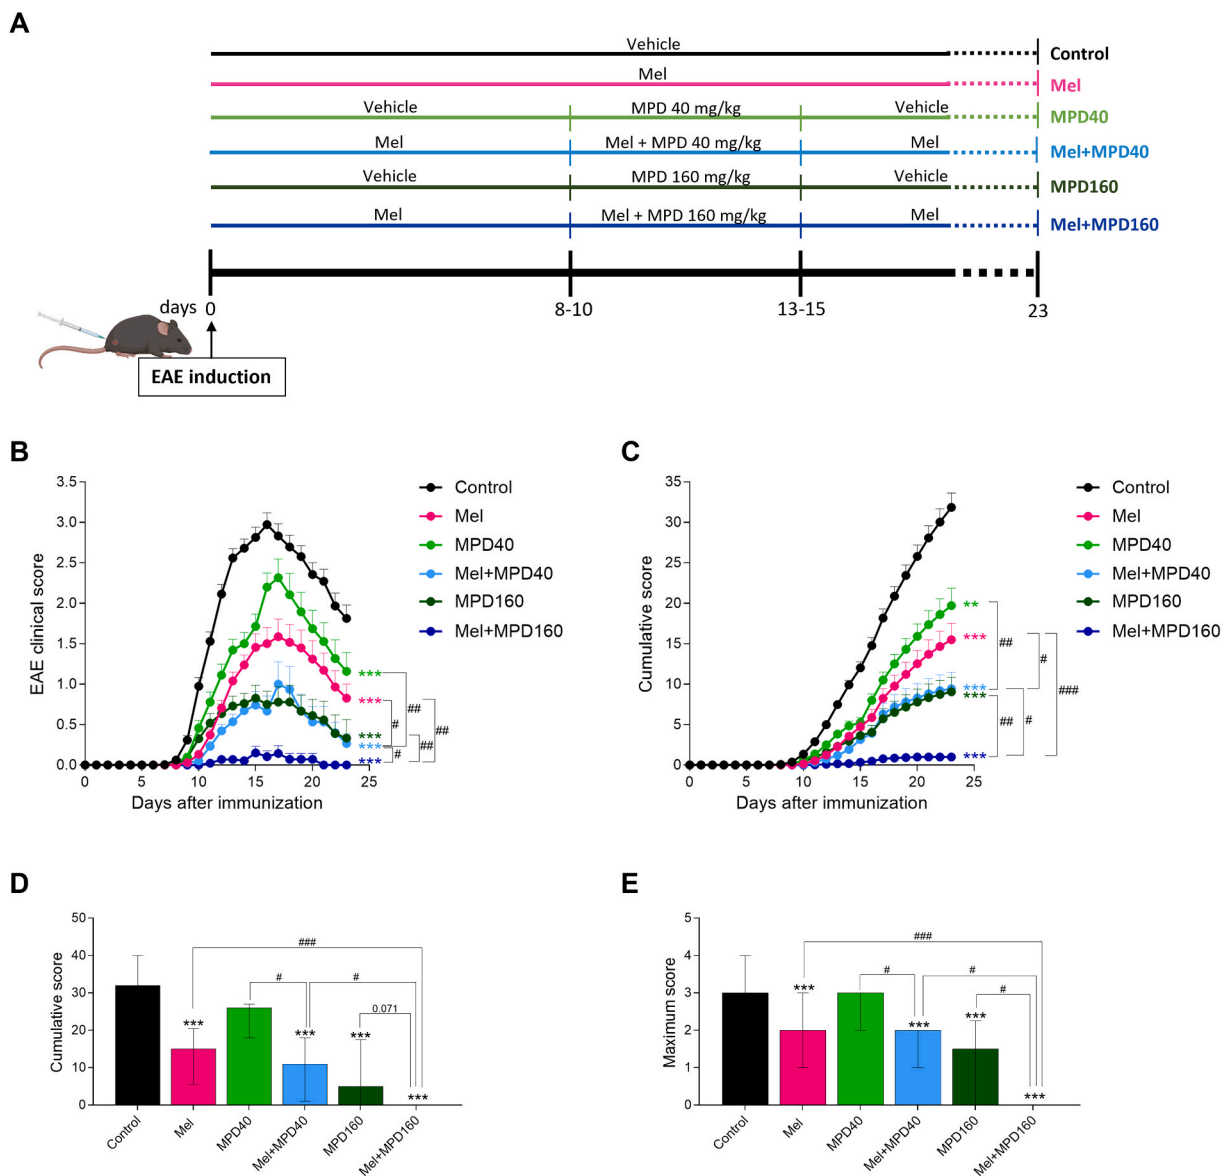 A
Vehicle
Control
Mel
Mel
Vehicle MPD 40 mg/kg Vehicle
MPD40
Mel Mel + MPD 40 mg/kg Mel
Mel+MPD40
Vehicle MPD 160 mg/kg Vehicle
MPD160
Mel Mel + MPD 160 mg/kg Mel
Mel+MPD160
days 0 8-10 13-15 23
EAE induction
B
EAE clinical score
3.5
3.0
2.5
2.0
1.5
1.0
0.5
0.0
0 5 10 15 20 25
Days after immunization
Control
Mel
MPD40
Mel+MPD40
MPD160
Mel+MPD160
***
***
***
***
***
#
#
##
##
##
C
Cumulative score
35
30
25
20
15
10
5
0
0 5 10 15 20 25
Days after immunization
Control
Mel
MPD40
Mel+MPD40
MPD160
Mel+MPD160
**
***
***
***
***
##
##
#
#
###
D
Cumulative score
50
40
30
20
10
0
###
# #
0.071
*** *** *** ***
Control Mel MPD40 Mel+MPD40 MPD160 Mel+MPD160
E
Maximum score
5
4
3
2
1
0
###
# #
#
*** *** *** ***
Control Mel MPD40 Mel+MPD40 MPD160 Mel+MPD160